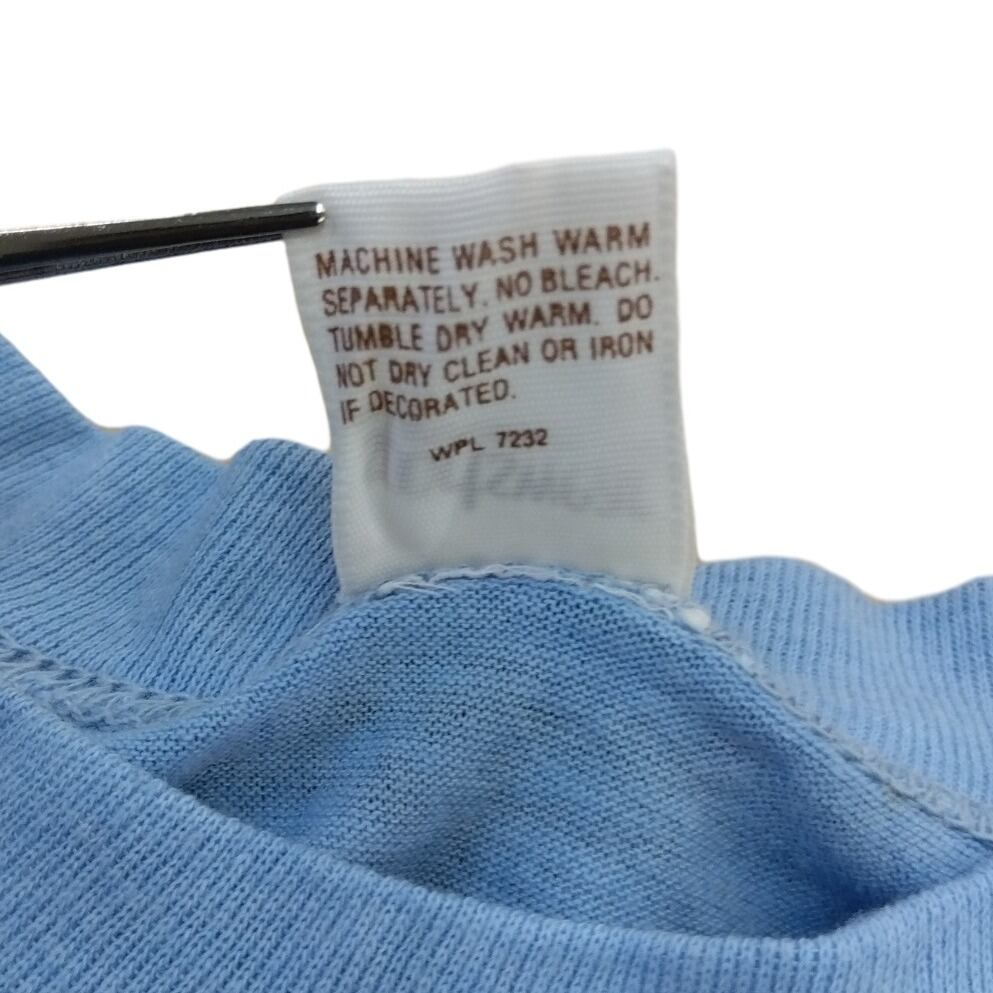 MACHINE WASH WARM
SEPARATELY. NO BLEACH.
TUMBLE DRY WARM. DO
NOT DRY CLEAN OR IRON
IF DECORATED.
WPL 7232